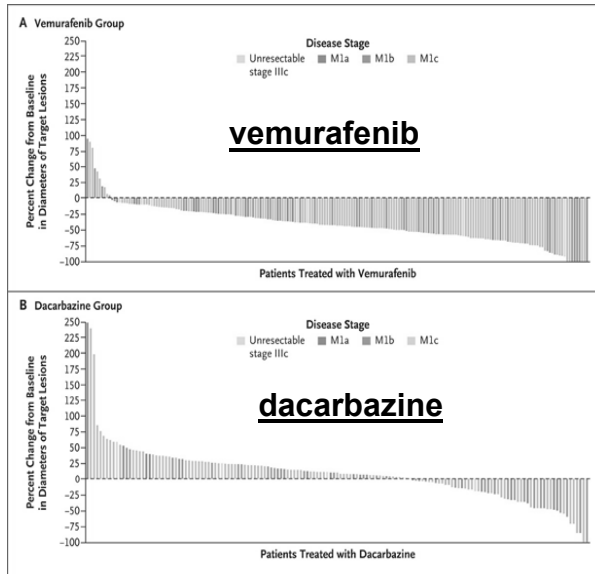 A Vemurafenib Group
Disease Stage
Unresectable stage IIIc M1a M1b M1c
vemurafenib
Percent Change from Baseline
in Diameters of Target Lesions
250
225
200
175
150
125
100
75
50
25
0
−25
−50
−75
−100
Patients Treated with Vemurafenib
B Dacarbazine Group
Disease Stage
Unresectable stage IIIc M1a M1b M1c
dacarbazine
Percent Change from Baseline
in Diameters of Target Lesions
250
225
200
175
150
125
100
75
50
25
0
−25
−50
−75
−100
Patients Treated with Dacarbazine